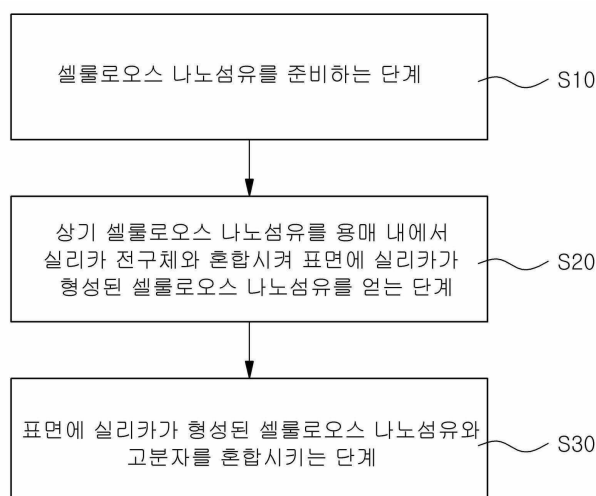 셀룰로오스 나노섬유를 준비하는 단계
S10
상기 셀룰로오스 나노섬유를 용매 내에서
실리카 전구체와 혼합시켜 표면에 실리카가
형성된 셀룰로오스 나노섬유를 얻는 단계
S20
표면에 실리카가 형성된 셀룰로오스 나노섬유와
고분자를 혼합시키는 단계
S30